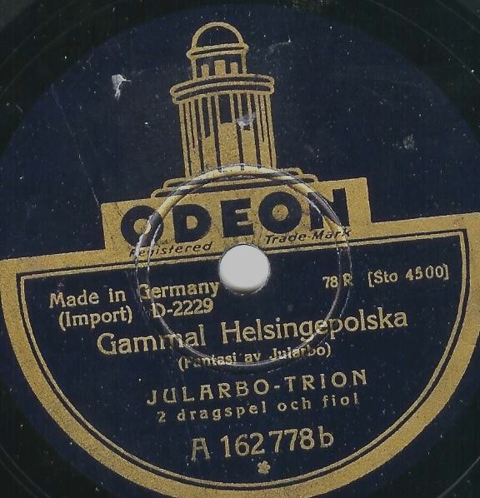 ODEON
Registered Trade-Mark
Made in Germany 78 R [Sto 4500]
(Import) D-2229
Gammal Helsingepolska
(Fantasi av Jularbo)
JULARBO-TRION
2 dragspel och fiol
A 162778b
*